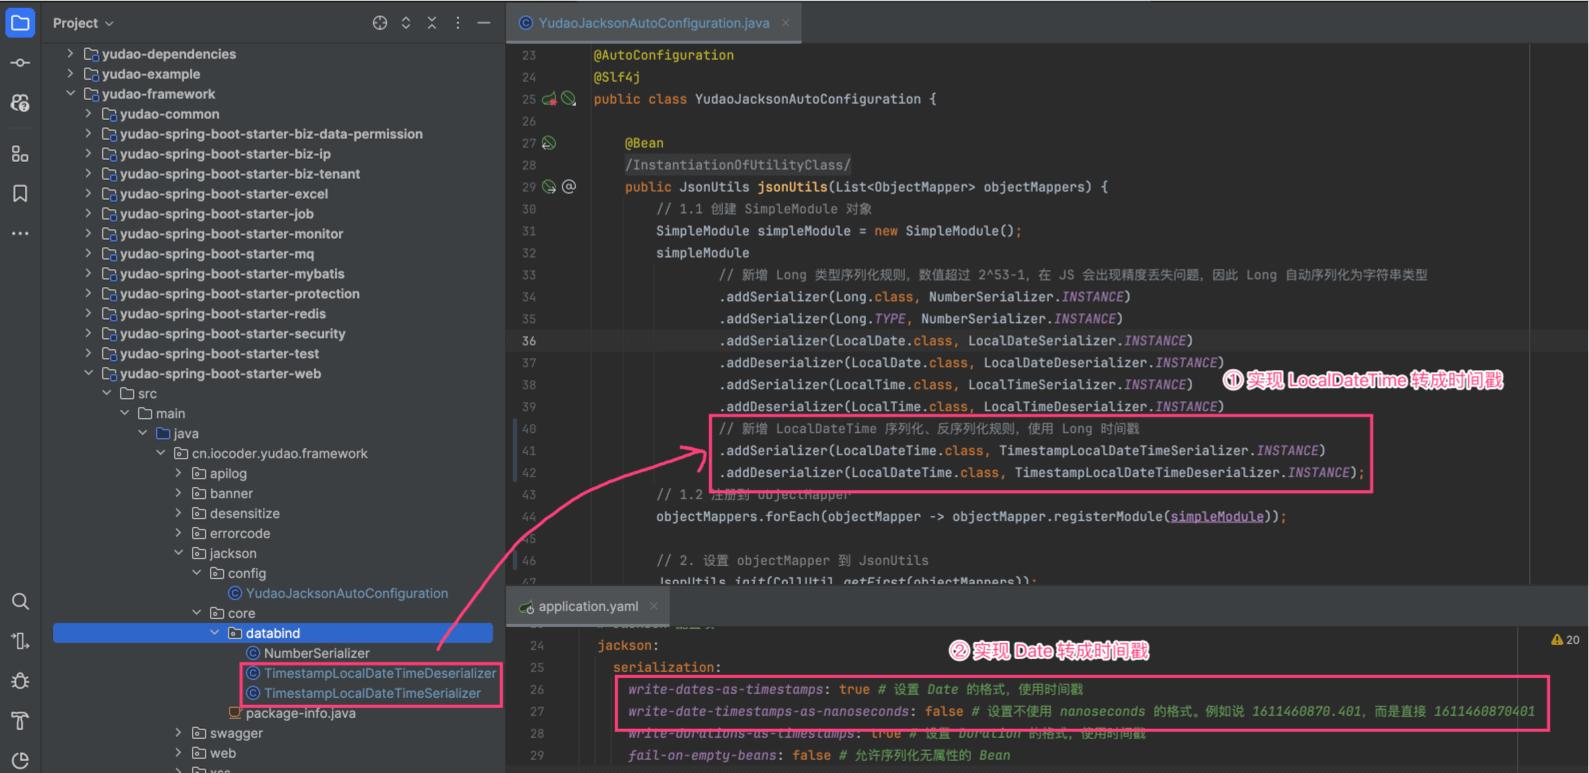 Project
yudao-dependencies
yudao-example
yudao-framework
yudao-common
yudao-spring-boot-starter-biz-data-permission
yudao-spring-boot-starter-biz-ip
yudao-spring-boot-starter-biz-tenant
yudao-spring-boot-starter-excel
yudao-spring-boot-starter-job
yudao-spring-boot-starter-monitor
yudao-spring-boot-starter-mq
yudao-spring-boot-starter-mybatis
yudao-spring-boot-starter-protection
yudao-spring-boot-starter-redis
yudao-spring-boot-starter-security
yudao-spring-boot-starter-test
yudao-spring-boot-starter-web
src
main
java
cn.iocoder.yudao.framework
apilog
banner
desensitize
errorcode
jackson
config
YudaoJacksonAutoConfiguration
core
databind
NumberSerializer
TimestampLocalDateTimeDeserializer
TimestampLocalDateTimeSerializer
package-info.java
swagger
web
xss
YudaoJacksonAutoConfiguration.java
23 @AutoConfiguration
24 @Slf4j
25 public class YudaoJacksonAutoConfiguration {
26
27 @Bean
28 /InstantiationOfUtilityClass/
29 public JsonUtils jsonUtils(List<ObjectMapper> objectMappers) {
30 // 1.1 创建 SimpleModule 对象
31 SimpleModule simpleModule = new SimpleModule();
32 simpleModule
33 // 新增 Long 类型序列化规则，数值超过 2^53-1，在 JS 会出现精度丢失问题，因此 Long 自动序列化为字符串类型
34 .addSerializer(Long.class, NumberSerializer.INSTANCE)
35 .addSerializer(Long.TYPE, NumberSerializer.INSTANCE)
36 .addSerializer(LocalDate.class, LocalDateSerializer.INSTANCE)
37 .addDeserializer(LocalDate.class, LocalDateDeserializer.INSTANCE)
38 .addSerializer(LocalTime.class, LocalTimeSerializer.INSTANCE)
39 .addDeserializer(LocalTime.class, LocalTimeDeserializer.INSTANCE)
① 实现 LocalDateTime 转成时间戳
40 // 新增 LocalDateTime 序列化、反序列化规则，使用 Long 时间戳
41 .addSerializer(LocalDateTime.class, TimestampLocalDateTimeSerializer.INSTANCE)
42 .addDeserializer(LocalDateTime.class, TimestampLocalDateTimeDeserializer.INSTANCE);
43 // 1.2 注册到 objectMapper
44 objectMappers.forEach(objectMapper -> objectMapper.registerModule(simpleModule));
45
46 // 2. 设置 objectMapper 到 JsonUtils
47 JsonUtils.init(CollUtil.getFirst(objectMappers));
application.yaml
20
24 jackson:
② 实现 Date 转成时间戳
25 serialization:
26 write-dates-as-timestamps: true # 设置 Date 的格式，使用时间戳
27 write-date-timestamps-as-nanoseconds: false # 设置不使用 nanoseconds 的格式。例如说 1611460870.401，而是直接 1611460870401
28 write-durations-as-timestamps: true # 设置 Duration 的格式，使用时间戳
29 fail-on-empty-beans: false # 允许序列化无属性的 Bean